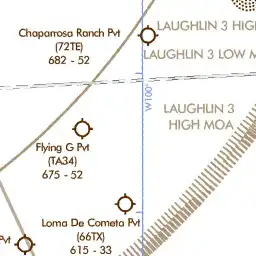 LAUGHLIN 3 HIGH
Chaparrosa Ranch Pvt
(72TE)
682 - 52
LAUGHLIN 3 LOW M
W100°
LAUGHLIN 3
HIGH MOA
Flying G Pvt
(TA34)
675 - 52
Loma De Cometa Pvt
(66TX)
615 - 33
Pvt